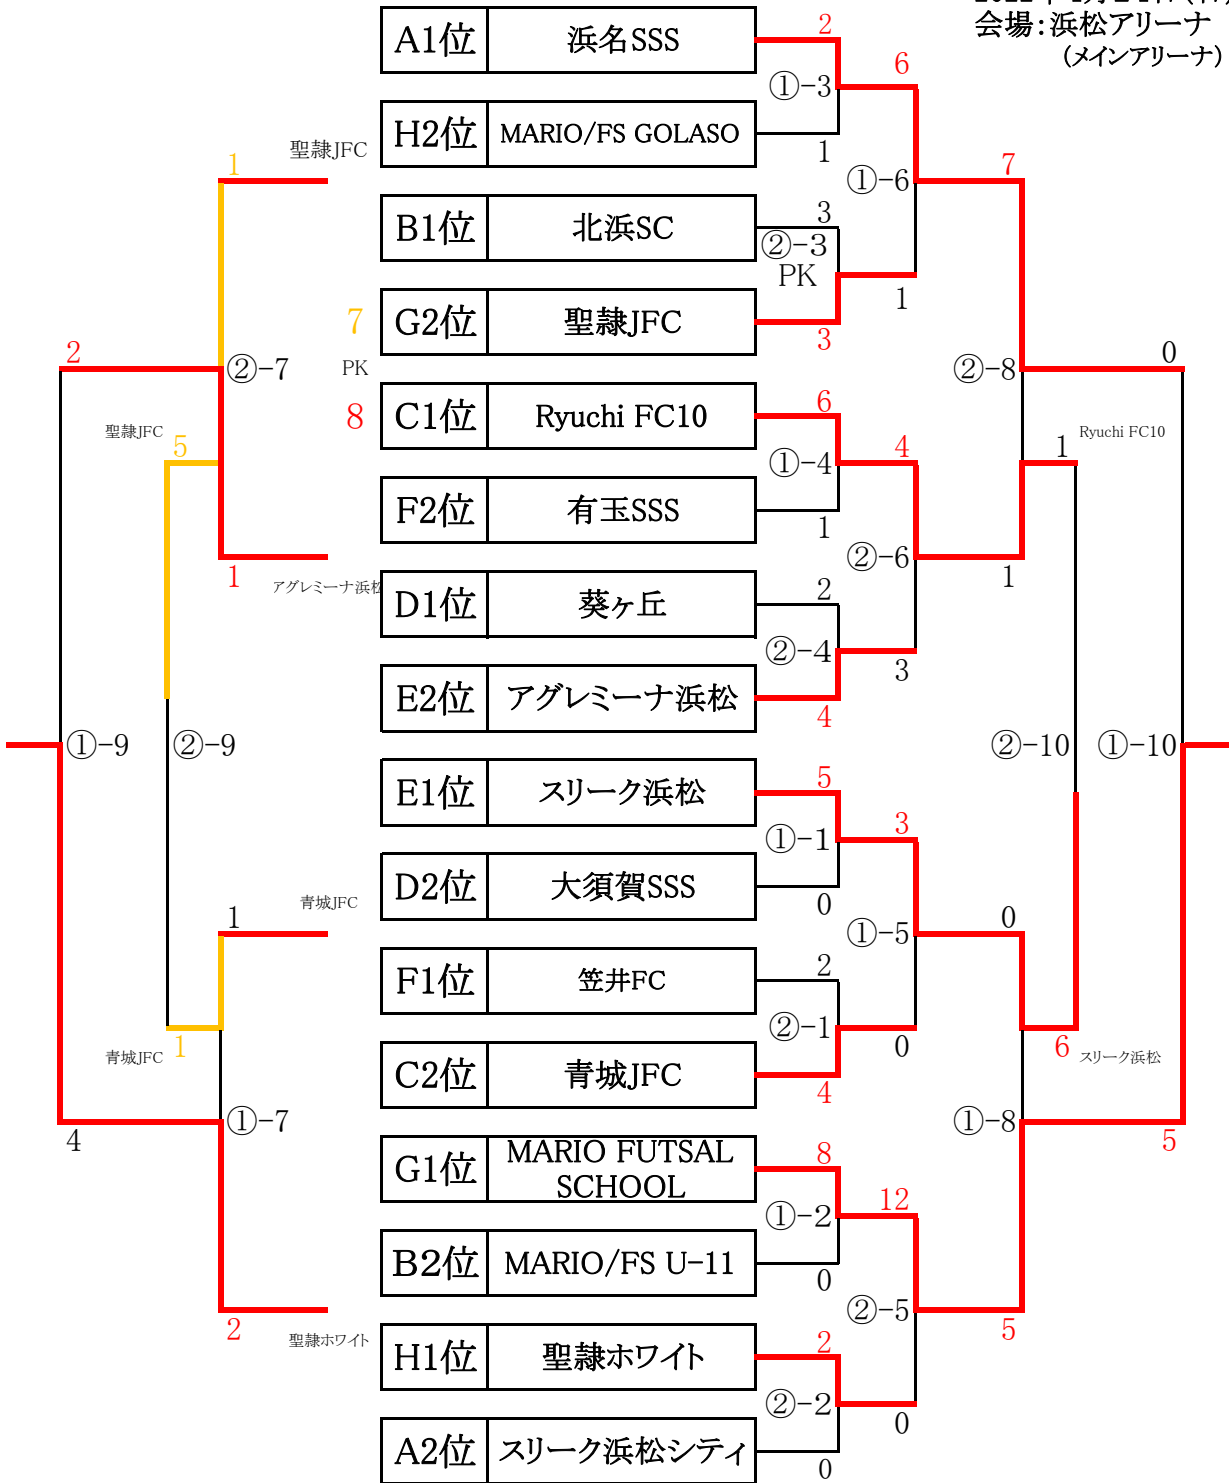 会場：浜松アリーナ
(メインアリーナ)
A1位 浜名SSS 2
6
①-3
H2位 MARIO/FS GOLASO 1
聖隷JFC
1
①-6
7
B1位 北浜SC 3
②-3
PK
1
G2位 聖隷JFC 3
7
PK
8
2
②-7
②-8
0
C1位 Ryuchi FC10 6
聖隷JFC
5
①-4
4
1
Ryuchi FC10
F2位 有玉SSS 1
②-6
1
アグレミーナ浜松
1
D1位 葵ヶ丘 2
②-4
3
E2位 アグレミーナ浜松 4
①-9
②-9
②-10
①-10
E1位 スリーク浜松 5
3
①-1
D2位 大須賀SSS 0
青城JFC
1
①-5
0
F1位 笠井FC 2
②-1
0
青城JFC
1
6
スリーク浜松
C2位 青城JFC 4
4
①-7
①-8
5
G1位 MARIO FUTSAL
SCHOOL
8
12
①-2
B2位 MARIO/FS U-11 0
②-5
5
2
聖隷ホワイト
H1位 聖隷ホワイト 2
②-2
0
A2位 スリーク浜松シティ 0